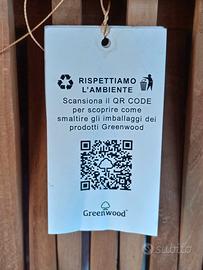 RISPETTIAMO
L'AMBIENTE
Scansiona il QR CODE
per scoprire come
smaltire gli imballaggi dei
prodotti Greenwood
Greenwood
subito